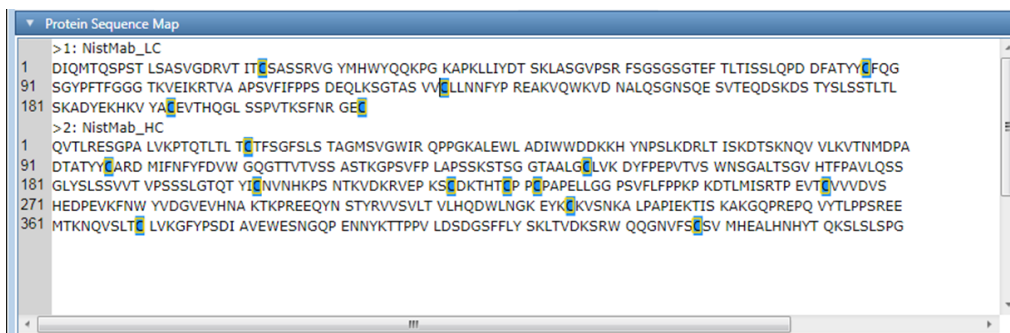 Protein Sequence Map
>1: NistMab_LC
1 DIQMTQSPST LSASVGDRVT ITCSASSRVG YMHWYQQKPG KAPKLLIYDT SKLASGVPSR FSGSGSGTEF TLTISSLQPD DFATYYCFQG
91 SGYPFTFGGG TKVEIKRTVA APSVFIFPPS DEQLKSGTAS VVCLLNNFYP REAKVQWKVD NALQSGNSQE SVTEQDSKDS TYSLSSTLTL
181 SKADYEKHKV YACEVTHQGL SSPVTKSFNR GEC
>2: NistMab_HC
1 QVTLRESGPA LVKPTQTLTL TCTFSGFSLS TAGMSVGWIR QPPGKALEWL ADIWWDDKKH YNPSLKDRLT ISKDTSKNQV VLKVTNMDPA
91 DTATYYCARD MIFNFYFDVW GQGTTVTVSS ASTKGPSVFP LAPSSKSTSG GTAALGCLVK DYFPEPVTVS WNSGALTSGV HTFPAVLQSS
181 GLYSLSSVVT VPSSSLGTQT YICNVNHKPS NTKVDKRVEP KSCDKTHTCP PCPAPELLGG PSVFLFPPKP KDTLMISRTP EVTCVVVDVS
271 HEDPEVKFNW YVDGVEVHNA KTKPREEQYN STYRVVSVLT VLHQDWLNGK EYKCKVSNKA LPAPIEKTIS KAKGQPREPQ VYTLPPSREE
361 MTKNQVSLTC LVKGFYPSDI AVEWESNGQP ENNYKTTPPV LDSDGSFFLY SKLTVDKSRW QQGNVFSCSV MHEALHNHYT QKSLSLSPG